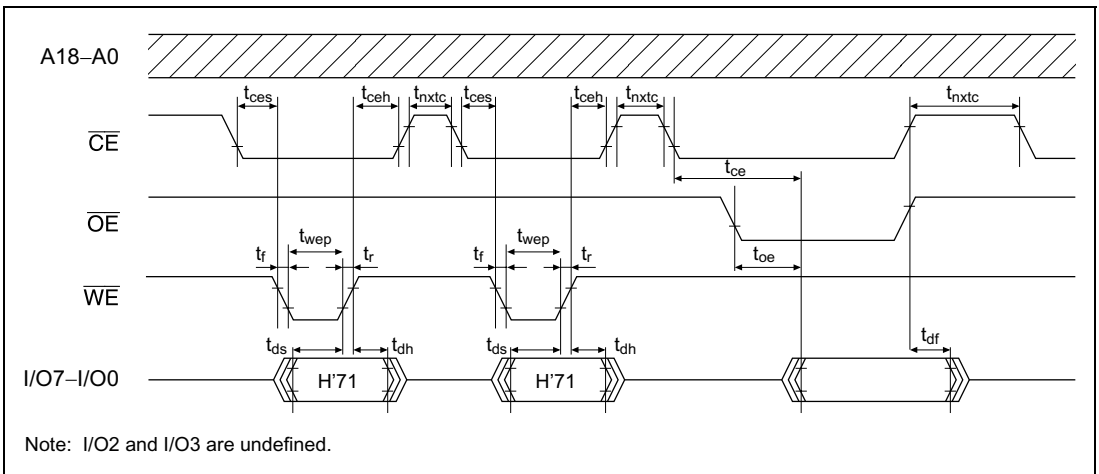 A18–A0
t_ces t_ceh t_nxtc t_ces t_ceh t_nxtc t_nxtc
CE
t_ce
OE
t_wep t_wep
t_f t_r t_f t_r t_oe
WE
t_ds t_dh t_ds t_dh t_df
I/O7–I/O0 H'71 H'71
Note: I/O2 and I/O3 are undefined.